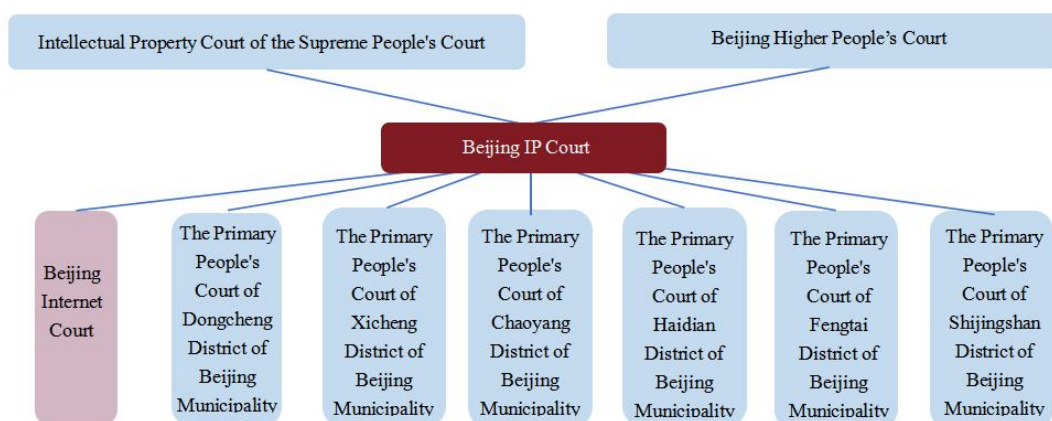 Intellectual Property Court of the Supreme People's Court
Beijing Higher People’s Court
Beijing IP Court
Beijing
Internet
Court
The Primary
People's
Court of
Dongcheng
District of
Beijing
Municipality
The Primary
People's
Court of
Xicheng
District of
Beijing
Municipality
The Primary
People's
Court of
Chaoyang
District of
Beijing
Municipality
The Primary
People's
Court of
Haidian
District of
Beijing
Municipality
The Primary
People's
Court of
Fengtai
District of
Beijing
Municipality
The Primary
People's
Court of
Shijingshan
District of
Beijing
Municipality